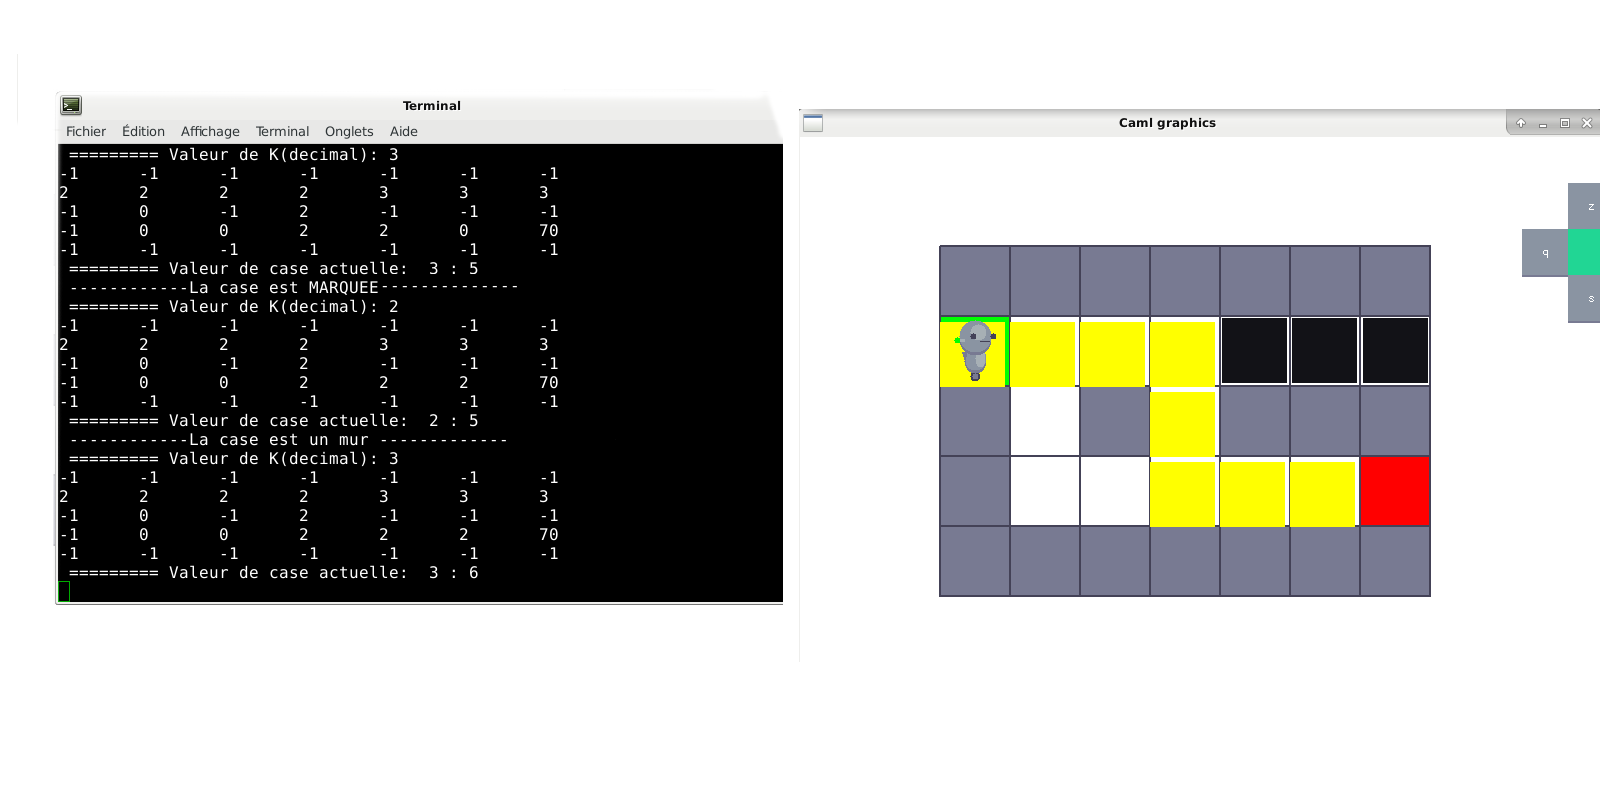 Terminal
Fichier Édition Affichage Terminal Onglets Aide
========= Valeur de K(decimal): 3
-1 -1 -1 -1 -1 -1 -1
2 2 2 2 3 3 3
-1 0 -1 2 -1 -1 -1
-1 0 0 2 2 0 70
-1 -1 -1 -1 -1 -1 -1
========= Valeur de case actuelle:  3 : 5
------------La case est MARQUEE--------------
========= Valeur de K(decimal): 2
-1 -1 -1 -1 -1 -1 -1
2 2 2 2 3 3 3
-1 0 -1 2 -1 -1 -1
-1 0 0 2 2 2 70
-1 -1 -1 -1 -1 -1 -1
========= Valeur de case actuelle:  2 : 5
------------La case est un mur -------------
========= Valeur de K(decimal): 3
-1 -1 -1 -1 -1 -1 -1
2 2 2 2 3 3 3
-1 0 -1 2 -1 -1 -1
-1 0 0 2 2 2 70
-1 -1 -1 -1 -1 -1 -1
========= Valeur de case actuelle:  3 : 6
Caml graphics
z
q
s